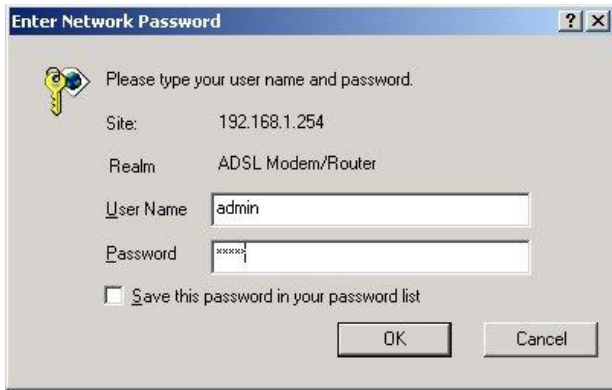 Enter Network Password
Please type your user name and password.
Site: 192.168.1.254
Realm ADSL Modem/Router
User Name admin
Password *****
Save this password in your password list
OK Cancel